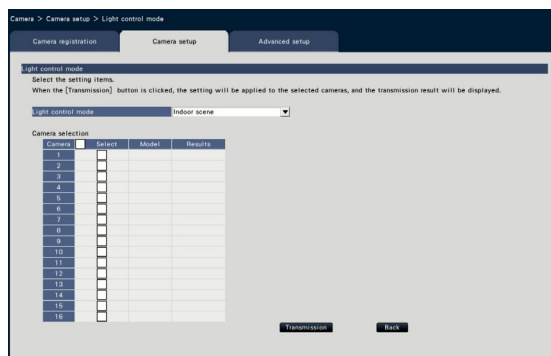 Camera > Camera setup > Light control mode
Camera registration Camera setup Advanced setup
Light control mode
Select the setting items.
When the [Transmission] button is clicked, the setting will be applied to the selected cameras, and the transmission result will be displayed.
Light control mode Indoor scene
Camera selection
Camera Select Model Results
1
2
3
4
5
6
7
8
9
10
11
12
13
14
15
16
Transmission Back